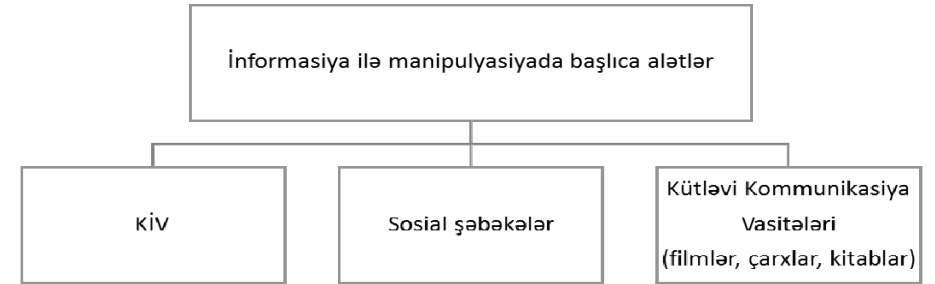 İnformasiya ilə manipulyasiyada başlıca alətlər
KİV
Sosial şəbəkələr
Kütləvi Kommunikasiya
Vasitələri
(filmlər, çarxlar, kitablar)